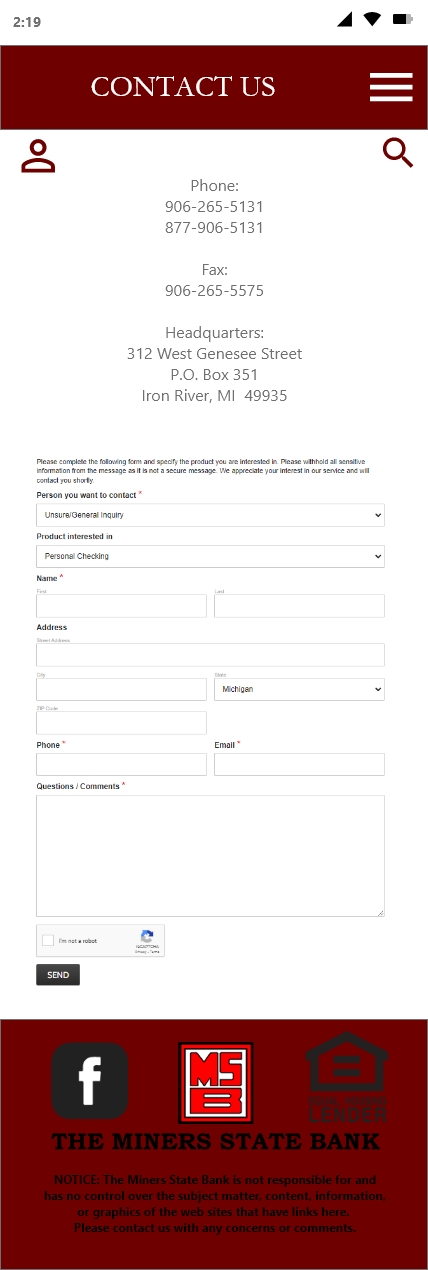 2:19
CONTACT US
Phone:
906-265-5131
877-906-5131
Fax:
906-265-5575
Headquarters:
312 West Genesee Street
P.O. Box 351
Iron River, MI  49935
Please complete the following form and specify the product you are interested in. Please withhold all sensitive
information from the message as it is not a secure message. We appreciate your interest in our service and will
contact you shortly.
Person you want to contact *
Unsure/General Inquiry
Product interested in
Personal Checking
Name *
First Last
Address
Street Address
City State
Michigan
ZIP Code
Phone * Email *
Questions / Comments *
I'm not a robot
reCAPTCHA
Privacy - Terms
SEND
f MSB
EQUAL HOUSING
LENDER
THE MINERS STATE BANK
NOTICE: The Miners State Bank is not responsible for and
has no control over the subject matter, content, information,
or graphics of the web sites that have links here.
Please contact us with any concerns or comments.